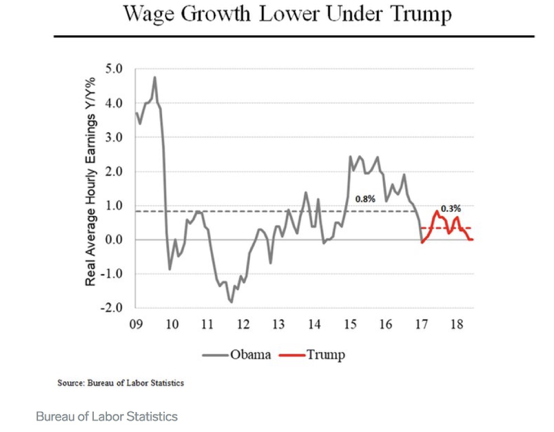 Wage Growth Lower Under Trump
Real Average Hourly Earnings Y/Y%
5.0
4.0
3.0
2.0
1.0
0.0
-1.0
-2.0
0.8%
0.3%
09 10 11 12 13 14 15 16 17 18
Obama Trump
Source: Bureau of Labor Statistics
Bureau of Labor Statistics